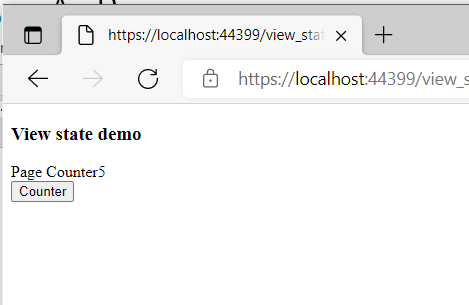 https://localhost:44399/view_stat
https://localhost:44399/view_s
View state demo
Page Counter5
Counter